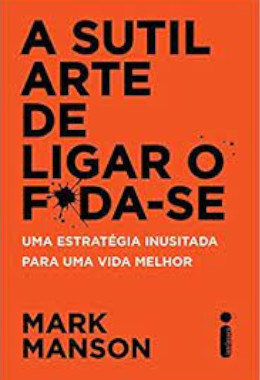 A SUTIL
ARTE
DE
LIGAR O
F*DA-SE
UMA ESTRATÉGIA INUSITADA
PARA UMA VIDA MELHOR
MARK
MANSON